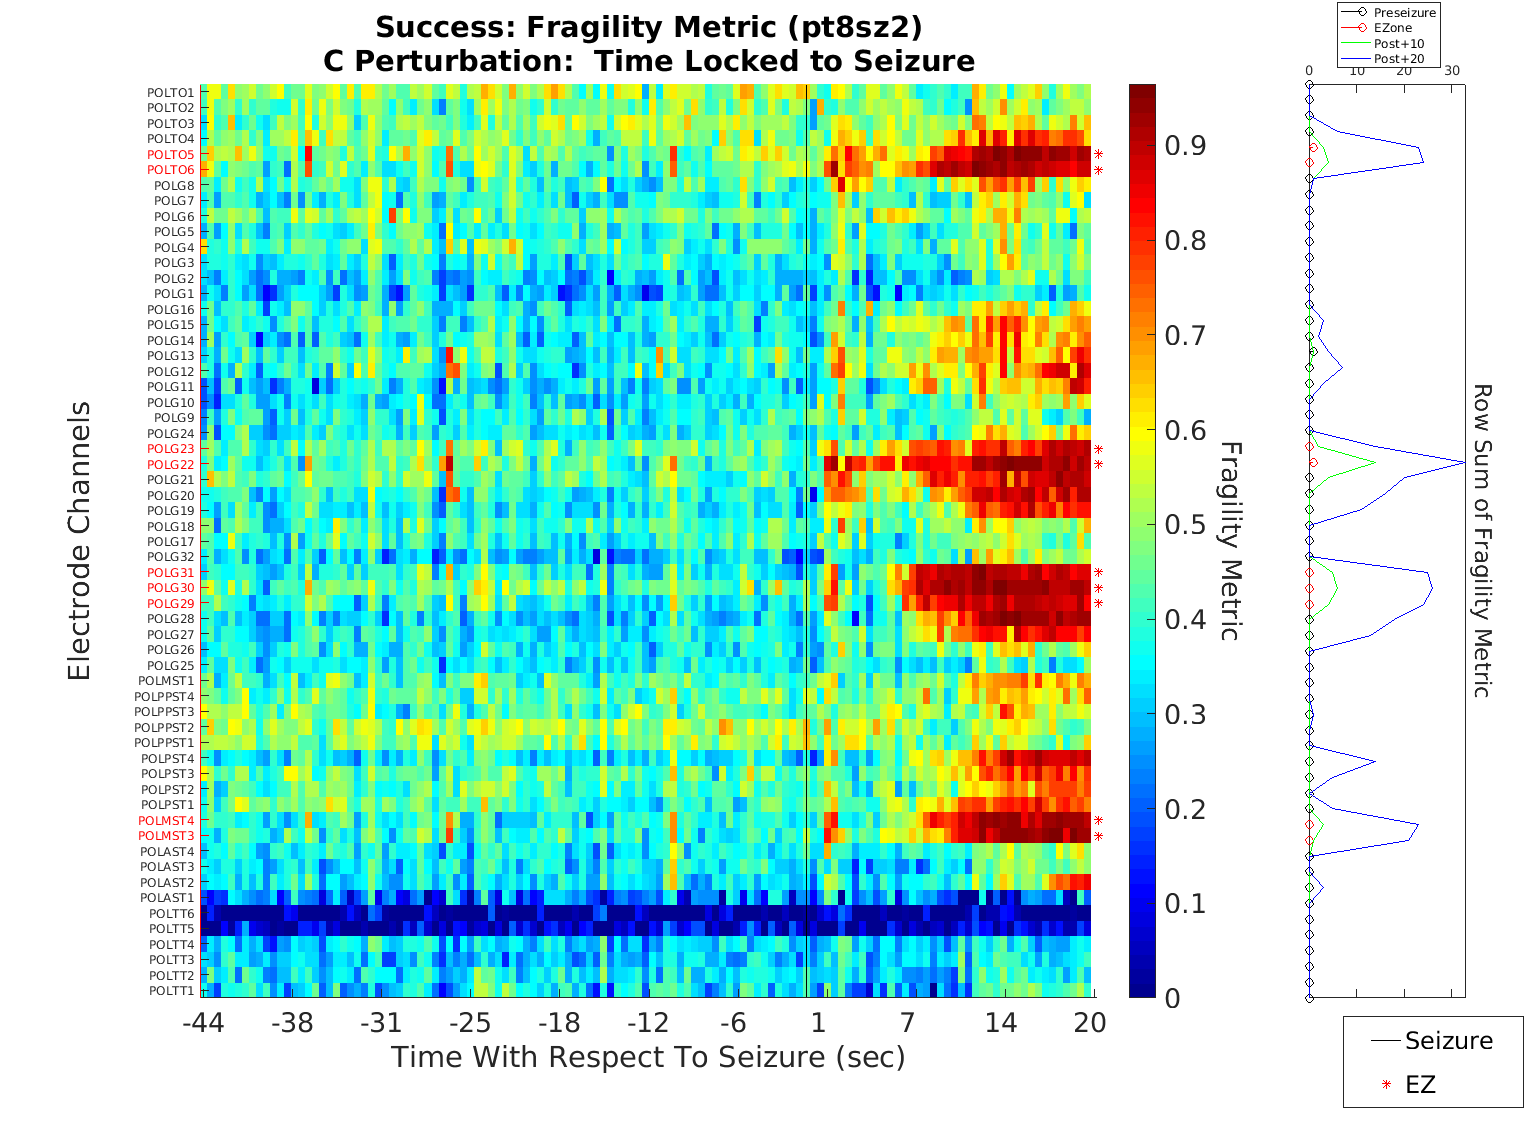 Success: Fragility Metric (pt8sz2)
C Perturbation:  Time Locked to Seizure
Preseizure
EZone
Post+10
Post+20
0 10 20 30
Electrode Channels
POLTO1
POLTO2
POLTO3
POLTO4
POLTO5
POLTO6
POLG8
POLG7
POLG6
POLG5
POLG4
POLG3
POLG2
POLG1
POLG16
POLG15
POLG14
POLG13
POLG12
POLG11
POLG10
POLG9
POLG24
POLG23
POLG22
POLG21
POLG20
POLG19
POLG18
POLG17
POLG32
POLG31
POLG30
POLG29
POLG28
POLG27
POLG26
POLG25
POLMST1
POLPPST4
POLPPST3
POLPPST2
POLPPST1
POLPST4
POLPST3
POLPST2
POLPST1
POLMST4
POLMST3
POLAST4
POLAST3
POLAST2
POLAST1
POLTT6
POLTT5
POLTT4
POLTT3
POLTT2
POLTT1
-44 -38 -31 -25 -18 -12 -6 1 7 14 20
Time With Respect To Seizure (sec)
0.9
0.8
0.7
0.6
0.5
0.4
0.3
0.2
0.1
0
Fragility Metric
Row Sum of Fragility Metric
Seizure
EZ